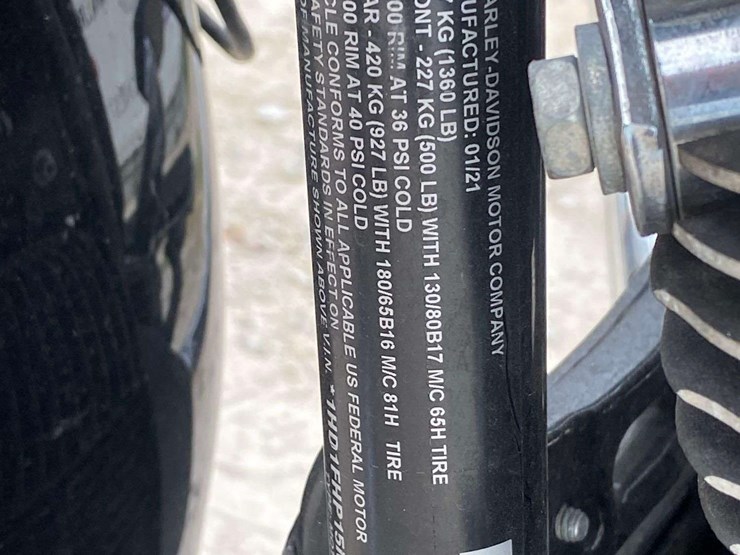 ARLEY-DAVIDSON MOTOR COMPANY
UFACTURED: 01/21
KG (1360 LB)
ONT - 227 KG (500 LB) WITH 130/80B17 M/C 65H TIRE
00 RIM AT 36 PSI COLD
AR - 420 KG (927 LB) WITH 180/65B16 M/C 81H TIRE
00 RIM AT 40 PSI COLD
CLE CONFORMS TO ALL APPLICABLE US FEDERAL MOTOR
AFETY STANDARDS IN EFFECT ON
OF MANUFACTURE SHOWN ABOVE V.I.N. * 1HD1FHP15